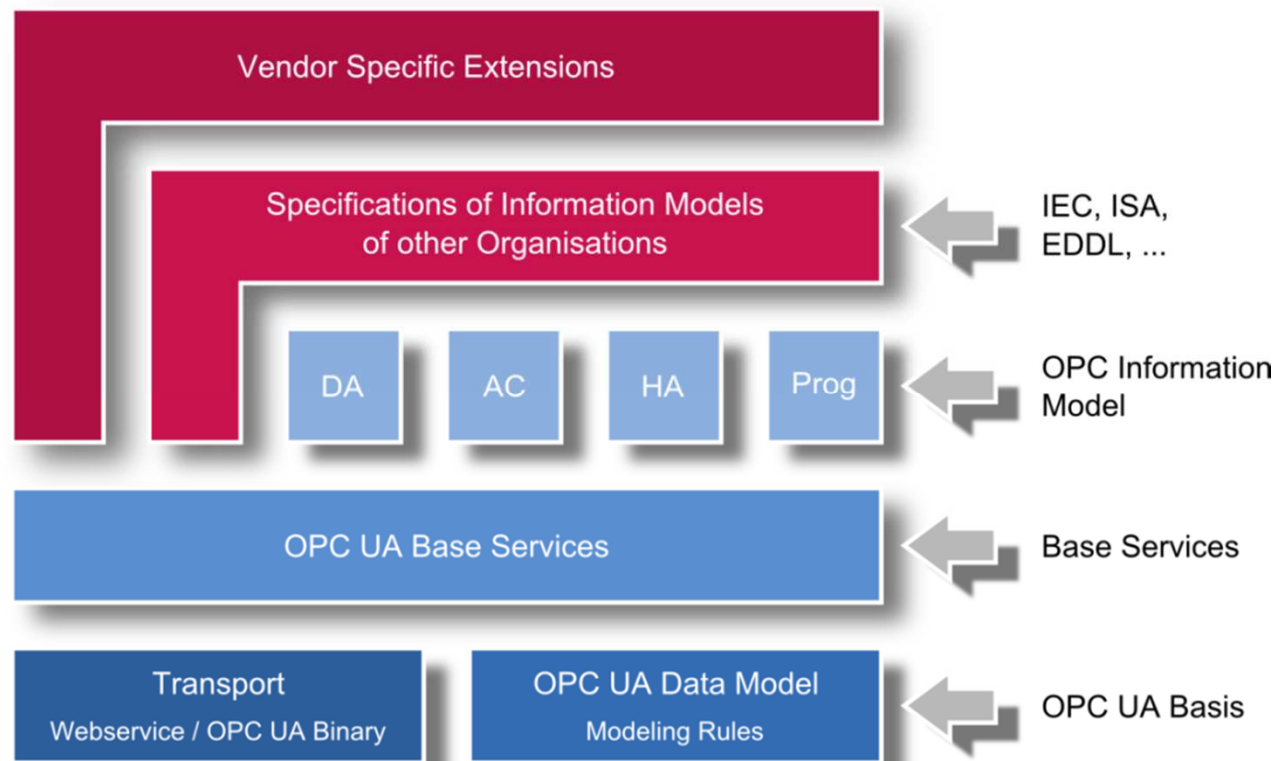 Vendor Specific Extensions
Specifications of Information Models
of other Organisations
IEC, ISA,
EDDL, ...
DA
AC
HA
Prog
OPC Information
Model
OPC UA Base Services
Base Services
Transport
Webservice / OPC UA Binary
OPC UA Data Model
Modeling Rules
OPC UA Basis